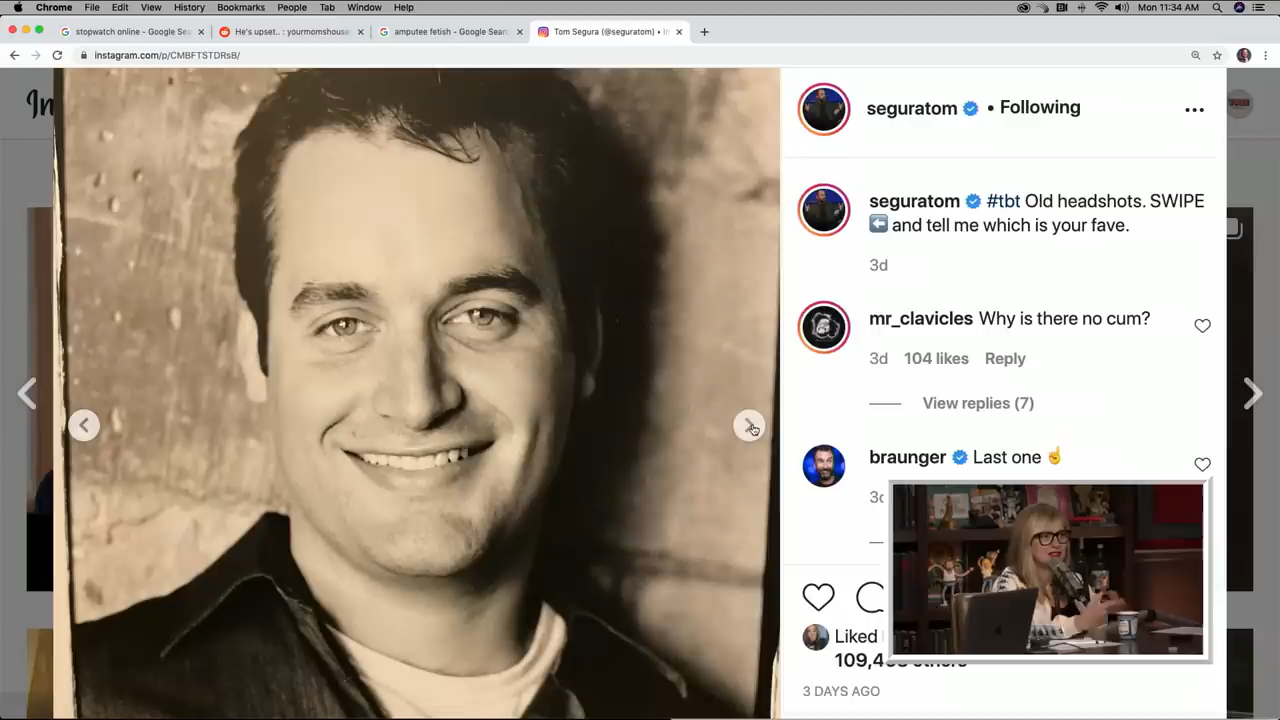 Chrome File Edit View History Bookmarks People Tab Window Help Mon 11:34 AM
stopwatch online - Google Sea He's upset.. : yourmomshouse amputee fetish - Google Searc Tom Segura (@seguratom) • In
instagram.com/p/CMBFTSTDRsB/
In
seguratom • Following
seguratom #tbt Old headshots. SWIPE
⬅️ and tell me which is your fave.
3d
mr_clavicles Why is there no cum?
3d 104 likes Reply
View replies (7)
braunger Last one ☝️
Liked
others
3 DAYS AGO